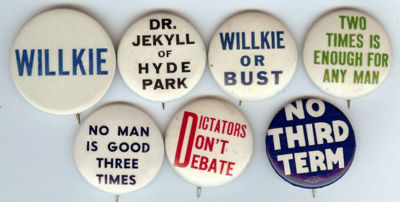 WILLKIE
DR.
JEKYLL
OF
HYDE
PARK
WILLKIE
OR
BUST
TWO
TIMES IS
ENOUGH FOR
ANY MAN
NO MAN
IS GOOD
THREE
TIMES
DICTATORS
DON'T
DEBATE
NO
THIRD
TERM